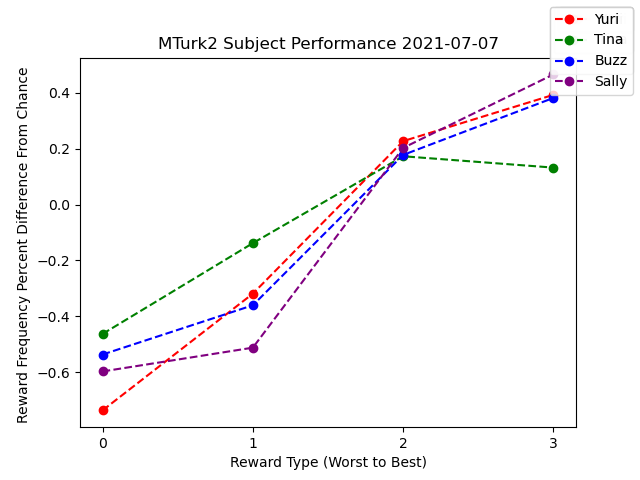 MTurk2 Subject Performance 2021-07-07
Yuri
Tina
Buzz
Sally
Reward Frequency Percent Difference From Chance
0.4
0.2
0.0
−0.2
−0.4
−0.6
0 1 2 3
Reward Type (Worst to Best)